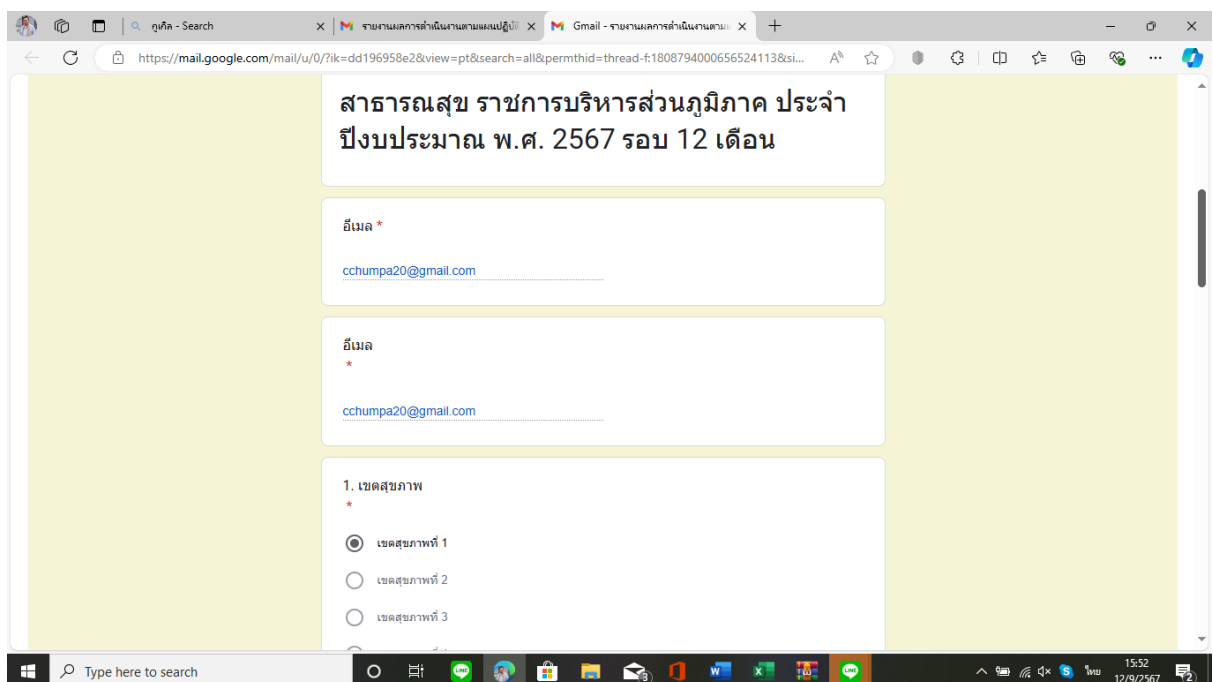 ภูเกิล - Search
รายงานผลการดำเนินงานตามแผนปฏิบัติ
Gmail - รายงานผลการดำเนินงานตามแ
https://mail.google.com/mail/u/0/?ik=dd196958e2&view=pt&search=all&permthid=thread-f:1808794000656524113&si...
สาธารณสุข ราชการบริหารส่วนภูมิภาค ประจำ
ปีงบประมาณ พ.ศ. 2567 รอบ 12 เดือน
อีเมล *
cchumpa20@gmail.com
อีเมล
*
cchumpa20@gmail.com
1. เขตสุขภาพ
*
เขตสุขภาพที่ 1
เขตสุขภาพที่ 2
เขตสุขภาพที่ 3
Type here to search
ไทย
15:52
12/9/2567